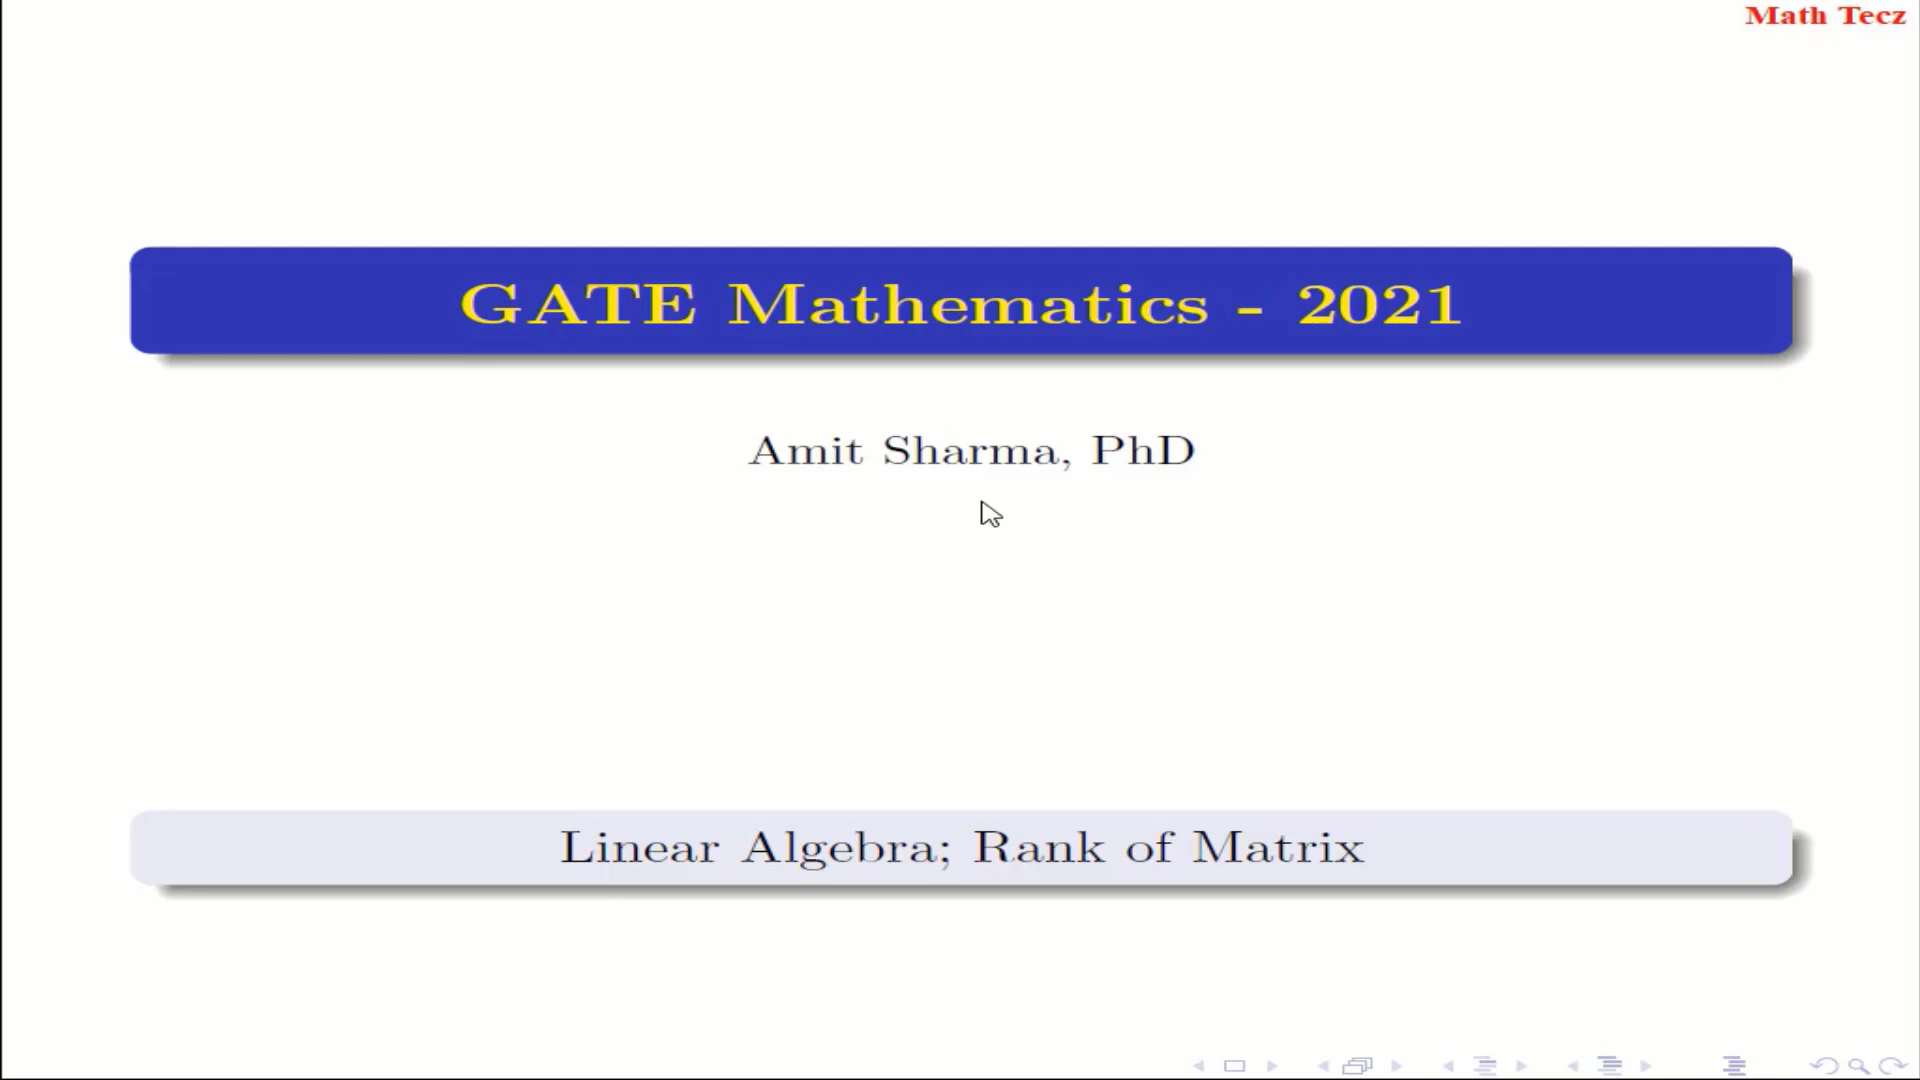 Math Tecz
GATE Mathematics - 2021
Amit Sharma, PhD
Linear Algebra; Rank of Matrix